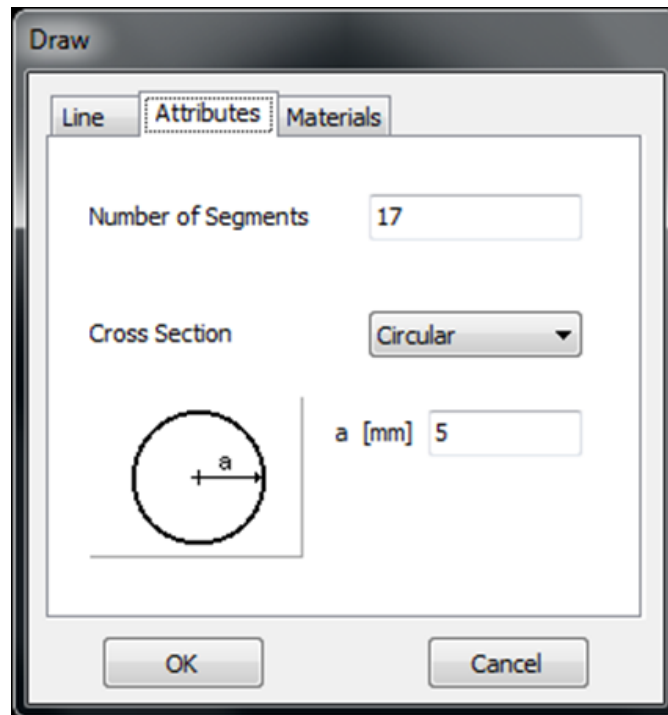 Draw
Line Attributes Materials
Number of Segments 17
Cross Section Circular
a
a [mm] 5
OK Cancel